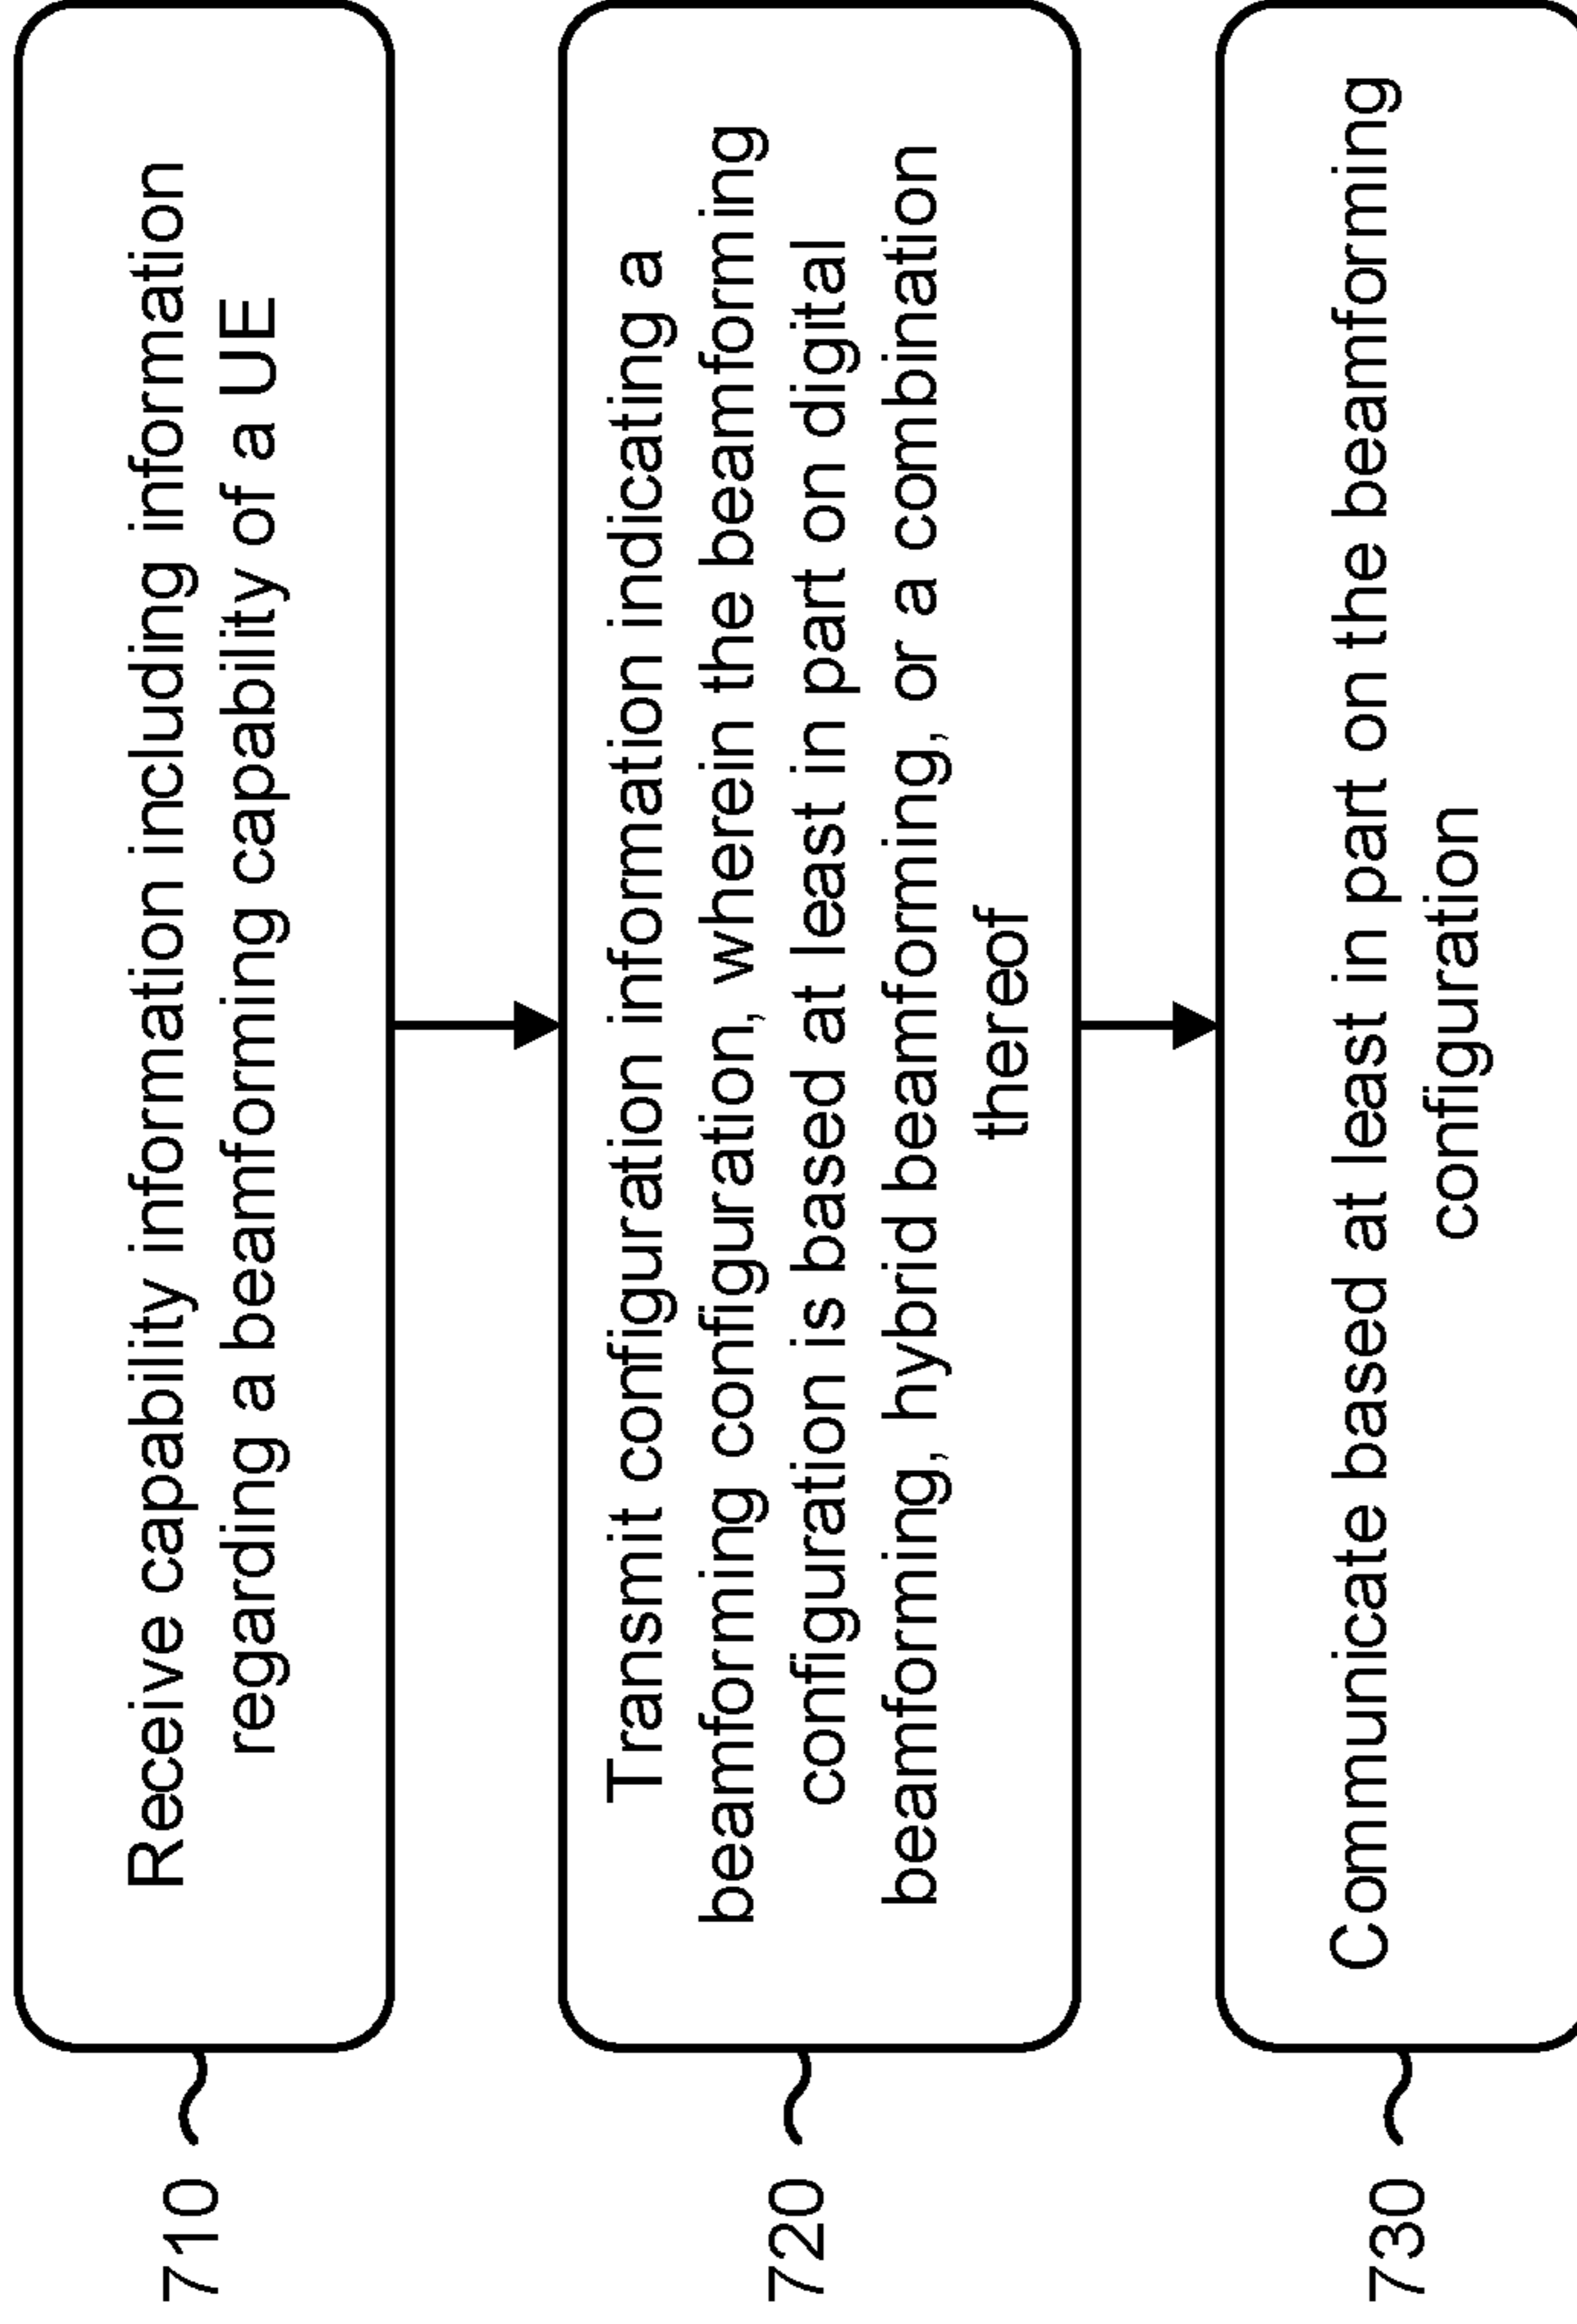 710
Receive capability information including information
regarding a beamforming capability of a UE
720
Transmit configuration information indicating a
beamforming configuration, wherein the beamforming
configuration is based at least in part on digital
beamforming, hybrid beamforming, or a combination
thereof
730
Communicate based at least in part on the beamforming
configuration